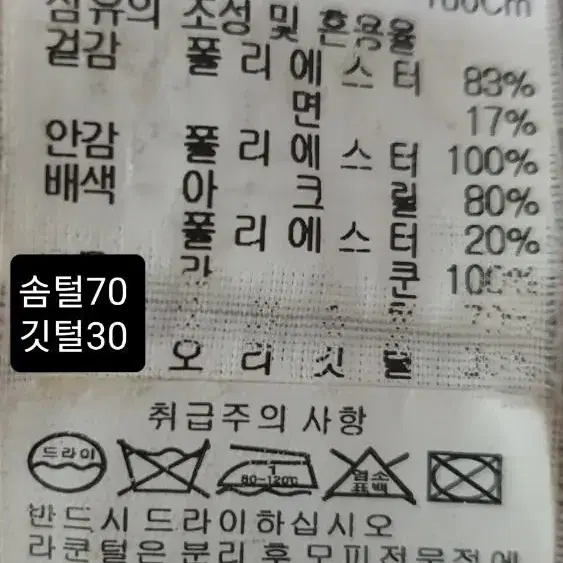 섬유의 조성 및 혼용율
겉감 폴리에스터 83%
면 17%
안감 폴리에스터 100%
배색 아크릴 80%
폴리에스터 20%
라쿤 100%
솜털70
깃털30
오리깃털
취급주의 사항
드라이
1
80-120℃
염소
표백
반드시 드라이하십시오
라쿤털은 분리 후 모피전문점에